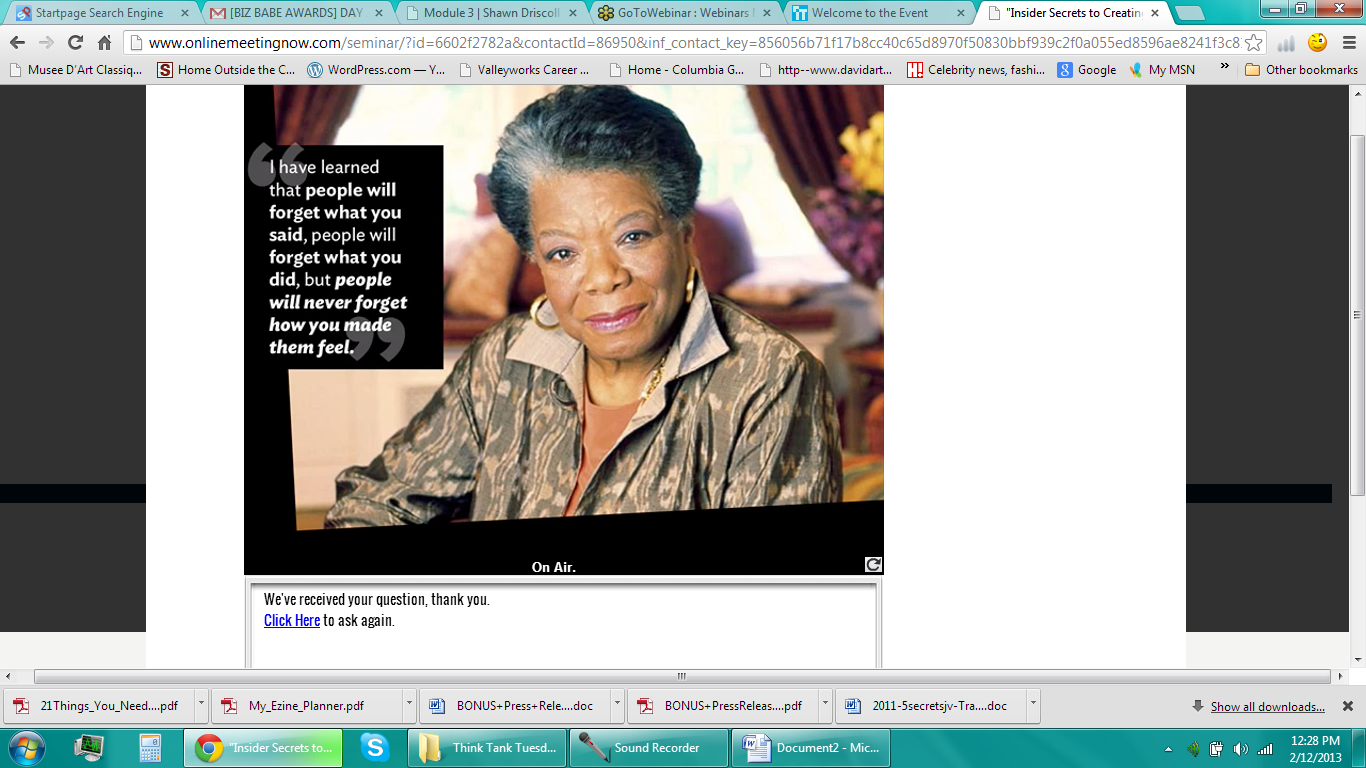 Startpage Search Engine
[BIZ BABE AWARDS] DAY
Module 3 | Shawn Driscoll
GoToWebinar : Webinars
Welcome to the Event
"Insider Secrets to Creatin
www.onlinemeetingnow.com/seminar/?id=6602f2782a&contactId=86950&inf_contact_key=856056b71f17b8cc40c65d8970f50830bbf939c2f0a055ed8596ae8241f3c8
Musee D'Art Classiq...
Home Outside the C...
WordPress.com — Y...
Valleyworks Career ...
Home - Columbia G...
http--www.davidart...
Celebrity news, fashi...
Google
My MSN
»
Other bookmarks
“
I have learned
that people will
forget what you
said, people will
forget what you
did, but people
will never forget
how you made
them feel.
”
On Air.
We've received your question, thank you.
Click Here to ask again.
21Things_You_Need....pdf
My_Ezine_Planner.pdf
BONUS+Press+Rele....doc
BONUS+PressReleas....pdf
2011-5secretsjv-Tra....doc
Show all downloads...
"Insider Secrets to...
Think Tank Tuesd...
Sound Recorder
Document2 - Mic...
12:28 PM
2/12/2013